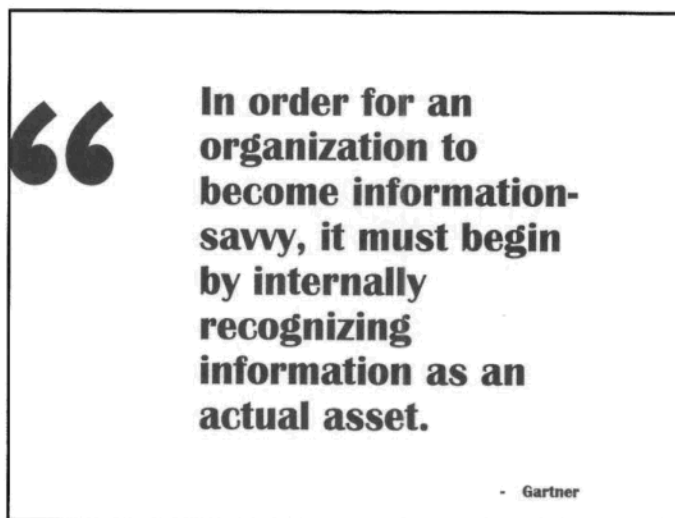 “
In order for an
organization to
become information-
savvy, it must begin
by internally
recognizing
information as an
actual asset.
- Gartner